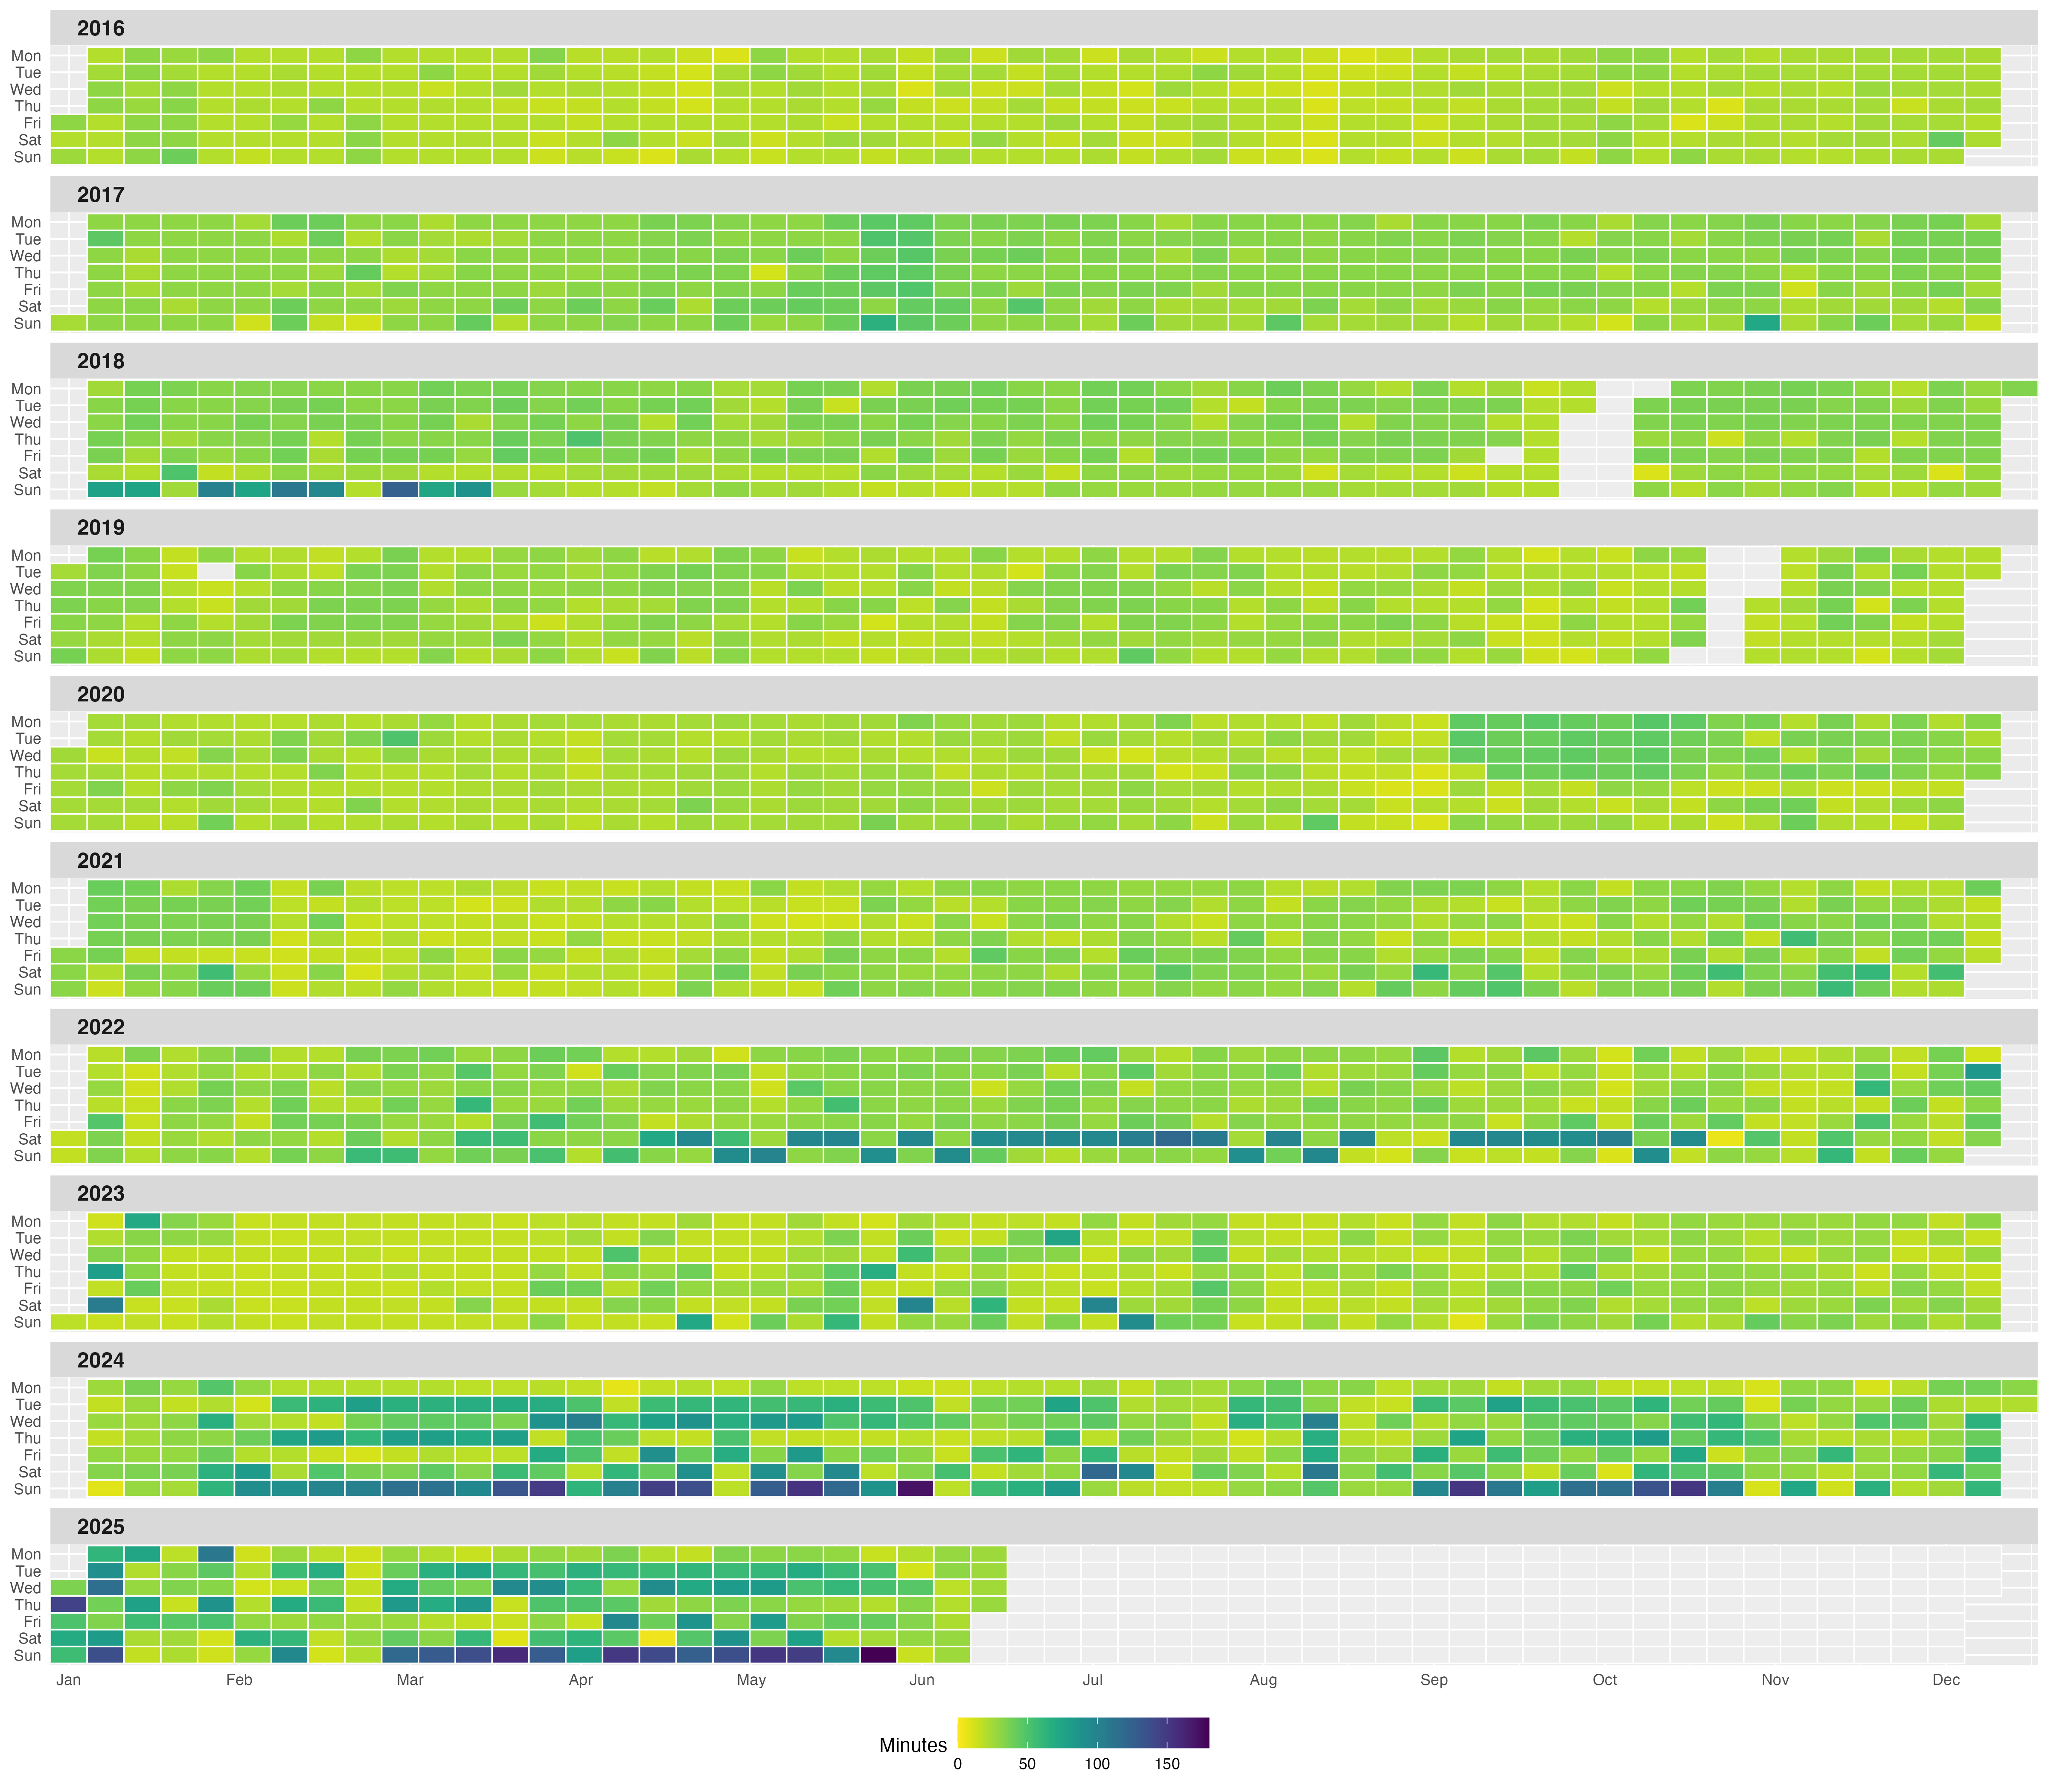 2016
Mon
Tue
Wed
Thu
Fri
Sat
Sun
2017
Mon
Tue
Wed
Thu
Fri
Sat
Sun
2018
Mon
Tue
Wed
Thu
Fri
Sat
Sun
2019
Mon
Tue
Wed
Thu
Fri
Sat
Sun
2020
Mon
Tue
Wed
Thu
Fri
Sat
Sun
2021
Mon
Tue
Wed
Thu
Fri
Sat
Sun
2022
Mon
Tue
Wed
Thu
Fri
Sat
Sun
2023
Mon
Tue
Wed
Thu
Fri
Sat
Sun
2024
Mon
Tue
Wed
Thu
Fri
Sat
Sun
2025
Mon
Tue
Wed
Thu
Fri
Sat
Sun
Jan Feb Mar Apr May Jun Jul Aug Sep Oct Nov Dec
Minutes
0 50 100 150